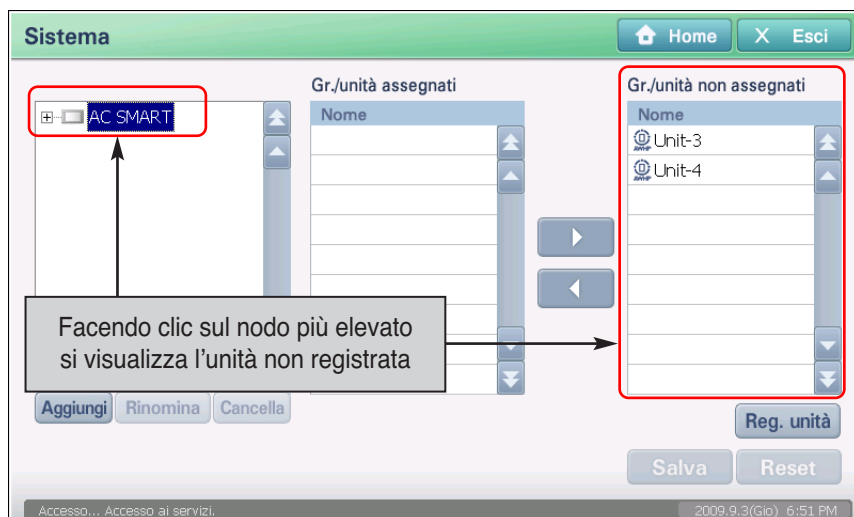 Sistema
Home
X Esci
AC SMART
Gr./unità assegnati
Nome
Gr./unità non assegnati
Nome
Unit-3
Unit-4
Facendo clic sul nodo più elevato
si visualizza l'unità non registrata
Aggiungi
Rinomina
Cancella
Reg. unità
Salva
Reset
Accesso... Accesso ai servizi.
2009.9.3(Gio) 6:51 PM